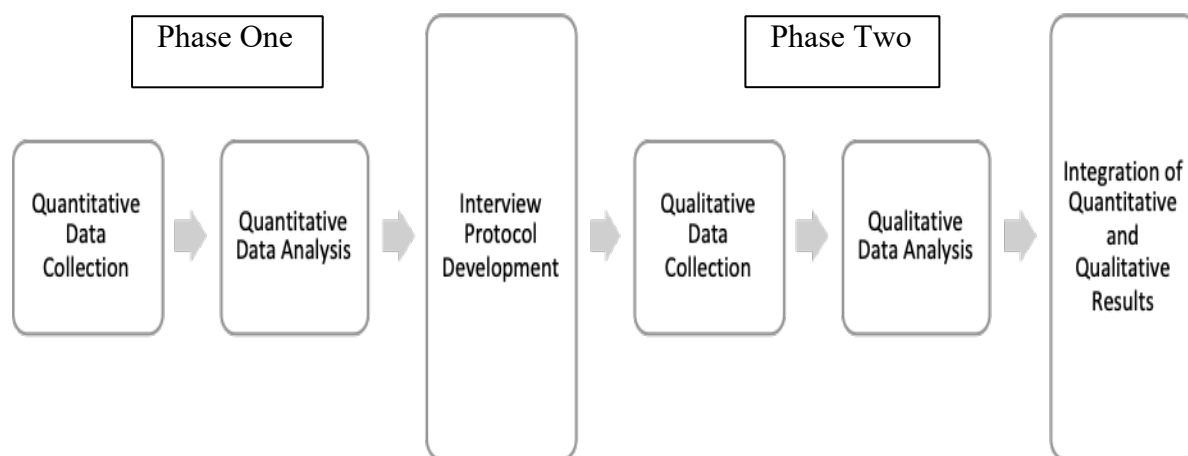 Phase One
Phase Two
Quantitative
Data
Collection
Quantitative
Data Analysis
Interview
Protocol
Development
Qualitative
Data
Collection
Qualitative
Data Analysis
Integration of
Quantitative
and
Qualitative
Results